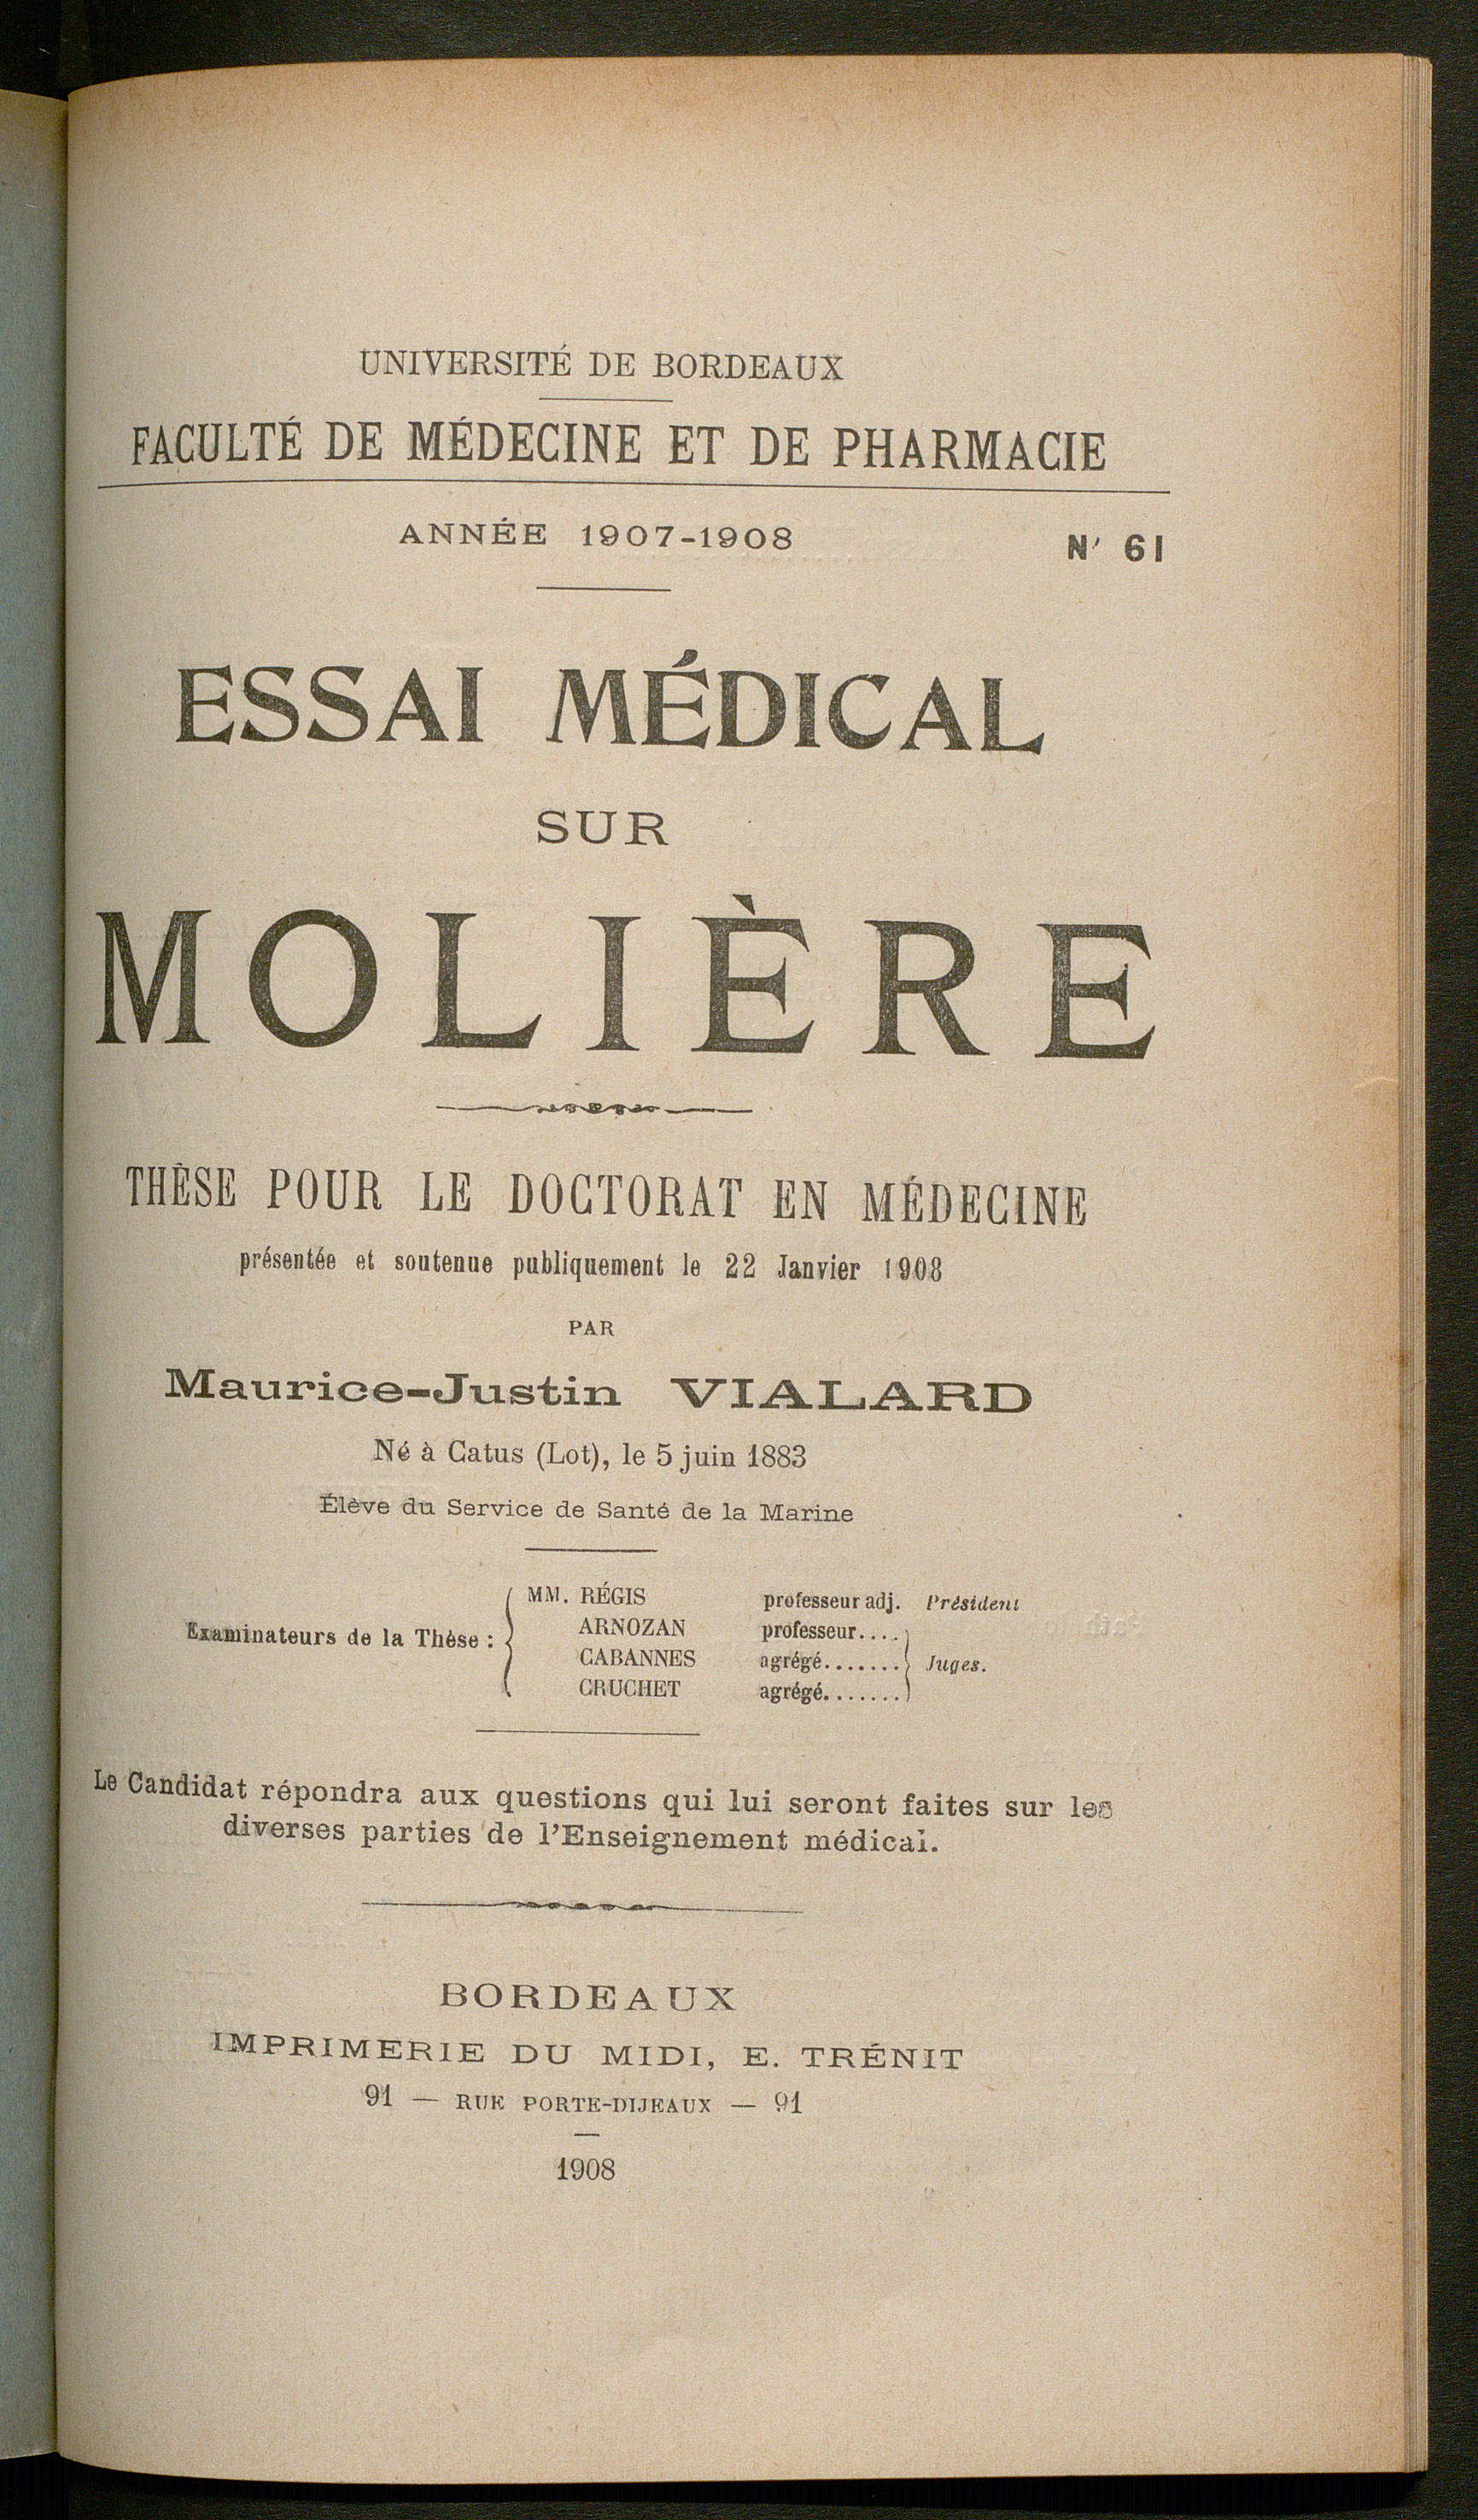 UNIVERSITÉ DE BORDEAUX
FACULTÉ DE MÉDECINE ET DE PHARMACIE
ANNÉE 1907-1908
N' 61
ESSAI MÉDICAL
SUR
MOLIÈRE
THÈSE POUR LE DOCTORAT EN MÉDECINE
présentée et soutenue publiquement le 22 Janvier 1908
PAR
Maurice-Justin VIALARD
Né à Catus (Lot), le 5 juin 1883
Élève du Service de Santé de la Marine
MM. RÉGIS professeur adj. Président
Examinateurs de la Thèse : ARNOZAN professeur....
CABANNES agrégé....... Juges.
CRUCHET agrégé.......
Le Candidat répondra aux questions qui lui seront faites sur les
diverses parties de l'Enseignement médical.
BORDEAUX
IMPRIMERIE DU MIDI, E. TRÉNIT
91 — RUE PORTE-DIJEAUX — 91
1908